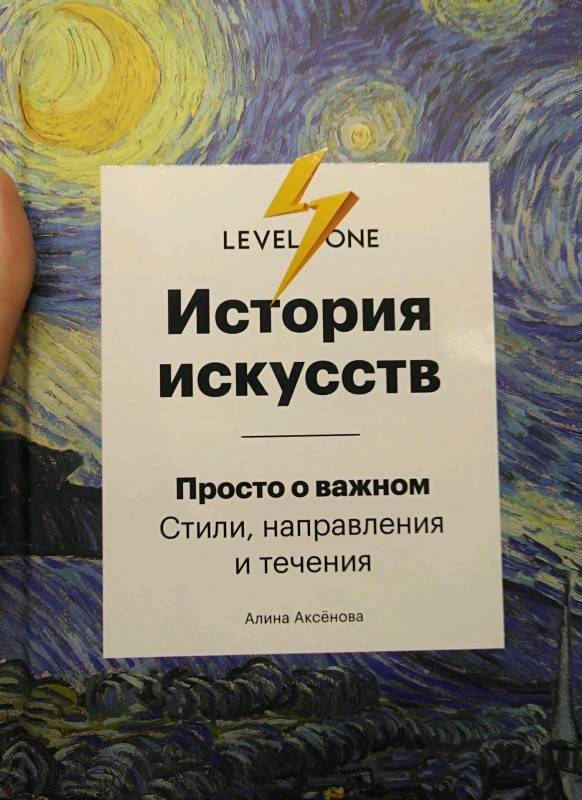 LEVEL ONE
История
искусств
Просто о важном
Стили, направления
и течения
Алина Аксёнова